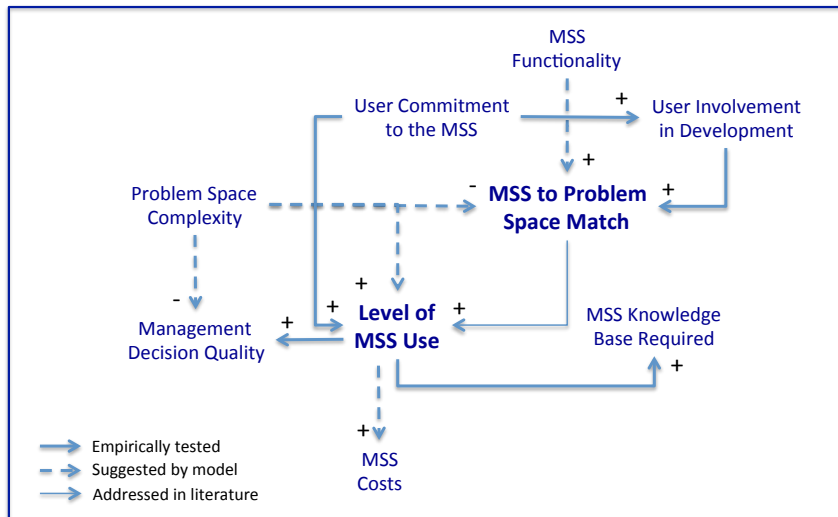 MSS
Functionality
User Commitment
to the MSS
+
User Involvement
in Development
+
Problem Space
Complexity
-
MSS to Problem
Space Match
+
+
-
Management
Decision Quality
+
+
Level of
MSS Use
+
MSS Knowledge
Base Required
+
+
MSS
Costs
Empirically tested
Suggested by model
Addressed in literature